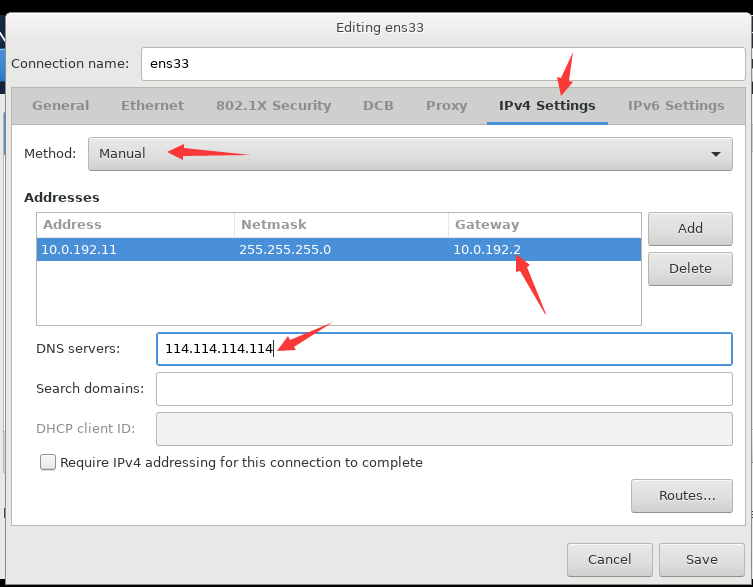 Editing ens33
Connection name: ens33
General Ethernet 802.1X Security DCB Proxy IPv4 Settings IPv6 Settings
Method: Manual
Addresses
Address Netmask Gateway
10.0.192.11 255.255.255.0 10.0.192.2
Add
Delete
DNS servers: 114.114.114.114
Search domains:
DHCP client ID:
Require IPv4 addressing for this connection to complete
Routes...
Cancel Save